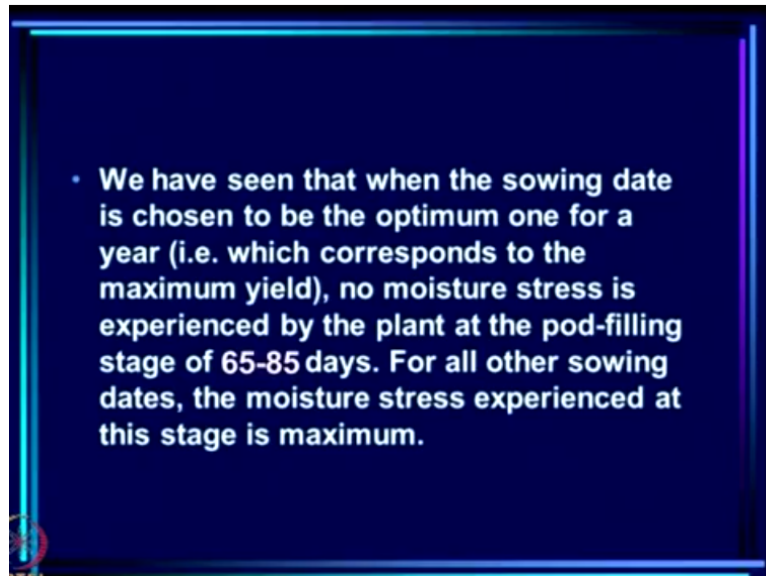 • We have seen that when the sowing date
is chosen to be the optimum one for a
year (i.e. which corresponds to the
maximum yield), no moisture stress is
experienced by the plant at the pod-filling
stage of 65-85 days. For all other sowing
dates, the moisture stress experienced at
this stage is maximum.